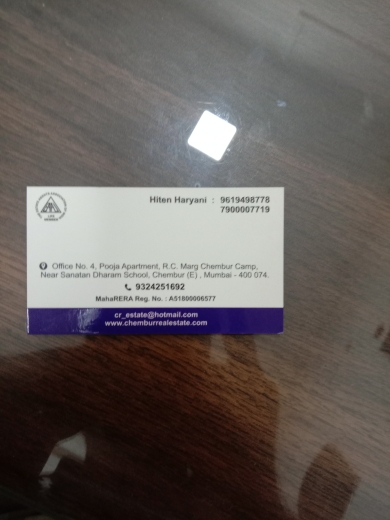 Hiten Haryani : 9619498778
7900007719
Office No. 4, Pooja Apartment, R.C. Marg Chembur Camp,
Near Sanatan Dharam School, Chembur (E) , Mumbai - 400 074.
9324251692
MahaRERA Reg. No. : A51800006577
cr_estate@hotmail.com
www.chemburrealestate.com